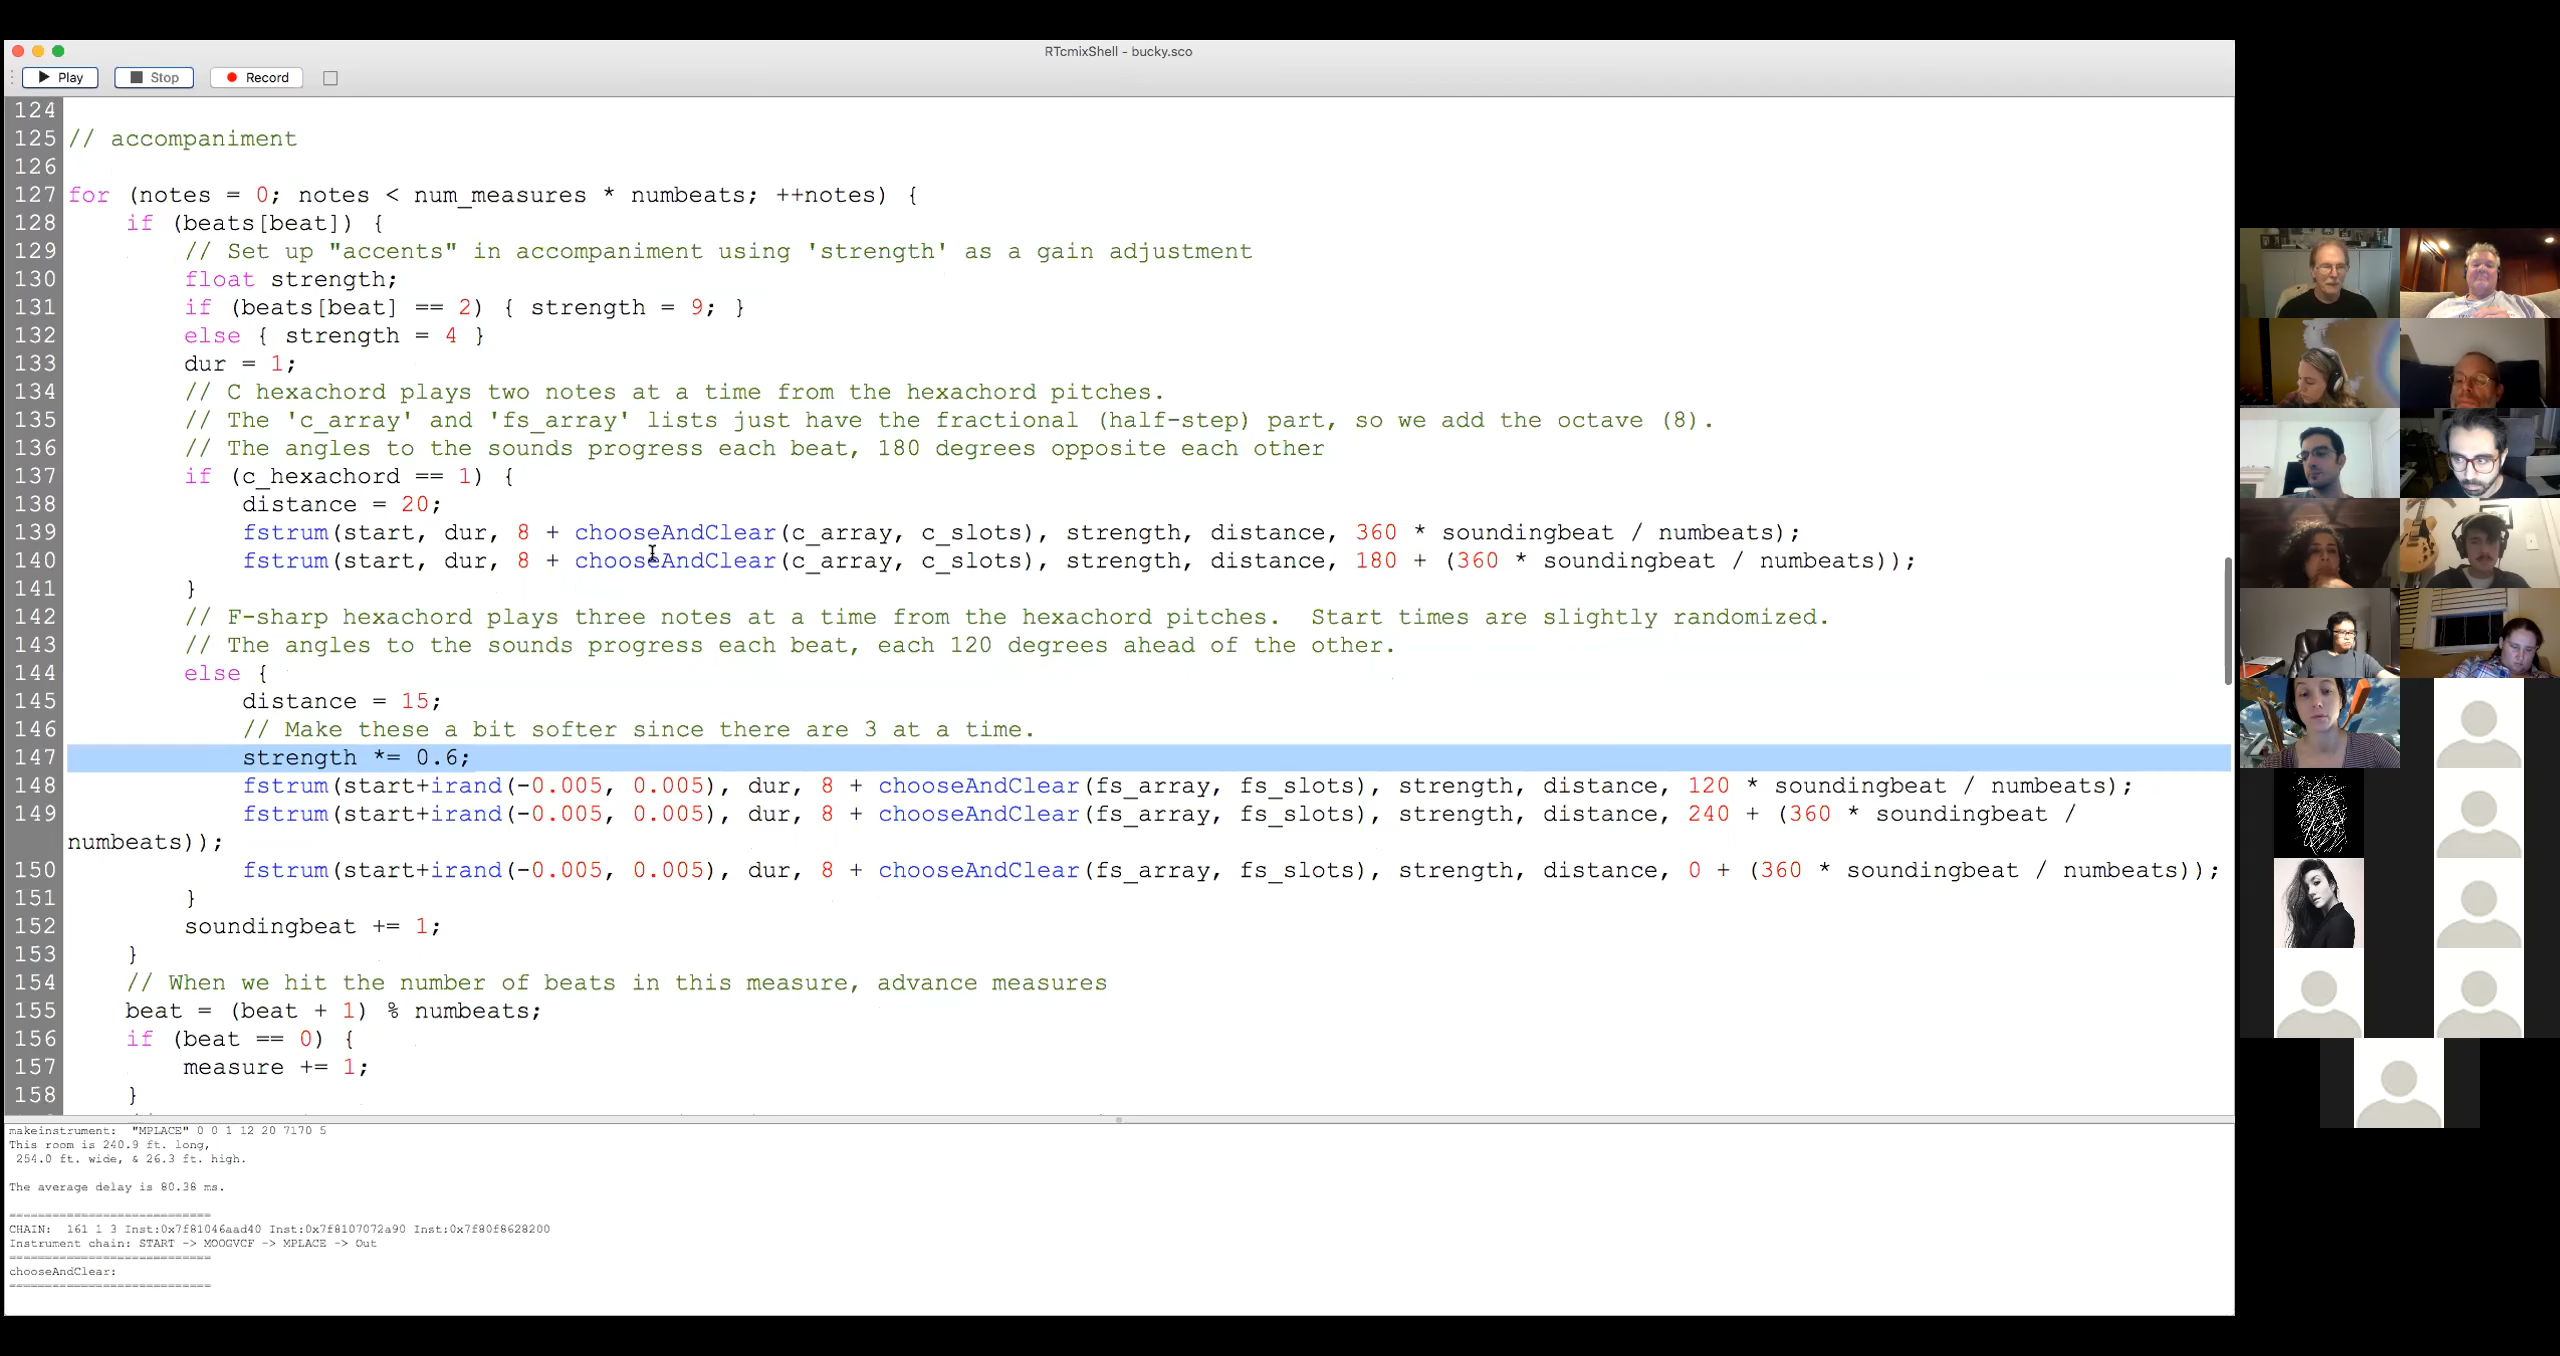 RTcmixShell - bucky.sco
Play Stop Record
124
125 // accompaniment
126
127 for (notes = 0; notes < num_measures * numbeats; ++notes) {
128 if (beats[beat]) {
129 // Set up "accents" in accompaniment using 'strength' as a gain adjustment
130 float strength;
131 if (beats[beat] == 2) { strength = 9; }
132 else { strength = 4 }
133 dur = 1;
134 // C hexachord plays two notes at a time from the hexachord pitches.
135 // The 'c_array' and 'fs_array' lists just have the fractional (half-step) part, so we add the octave (8).
136 // The angles to the sounds progress each beat, 180 degrees opposite each other
137 if (c_hexachord == 1) {
138 distance = 20;
139 fstrum(start, dur, 8 + chooseAndClear(c_array, c_slots), strength, distance, 360 * soundingbeat / numbeats);
140 fstrum(start, dur, 8 + chooseAndClear(c_array, c_slots), strength, distance, 180 + (360 * soundingbeat / numbeats));
141 }
142 // F-sharp hexachord plays three notes at a time from the hexachord pitches.  Start times are slightly randomized.
143 // The angles to the sounds progress each beat, each 120 degrees ahead of the other.
144 else {
145 distance = 15;
146 // Make these a bit softer since there are 3 at a time.
147 strength *= 0.6;
148 fstrum(start+irand(-0.005, 0.005), dur, 8 + chooseAndClear(fs_array, fs_slots), strength, distance, 120 * soundingbeat / numbeats);
149 fstrum(start+irand(-0.005, 0.005), dur, 8 + chooseAndClear(fs_array, fs_slots), strength, distance, 240 + (360 * soundingbeat /
numbeats));
150 fstrum(start+irand(-0.005, 0.005), dur, 8 + chooseAndClear(fs_array, fs_slots), strength, distance, 0 + (360 * soundingbeat / numbeats));
151 }
152 soundingbeat += 1;
153 }
154 // When we hit the number of beats in this measure, advance measures
155 beat = (beat + 1) % numbeats;
156 if (beat == 0) {
157 measure += 1;
158 }
makeinstrument:  "MPLACE" 0 0 1 12 20 7170 5
This room is 240.9 ft. long,
254.0 ft. wide, & 26.3 ft. high.
The average delay is 80.38 ms.
============================
CHAIN:  161 1 3 Inst:0x7f81046aad40 Inst:0x7f8107072a90 Inst:0x7f80f8628200
Instrument chain: START -> MOOGVCF -> MPLACE -> Out
============================
chooseAndClear:
============================